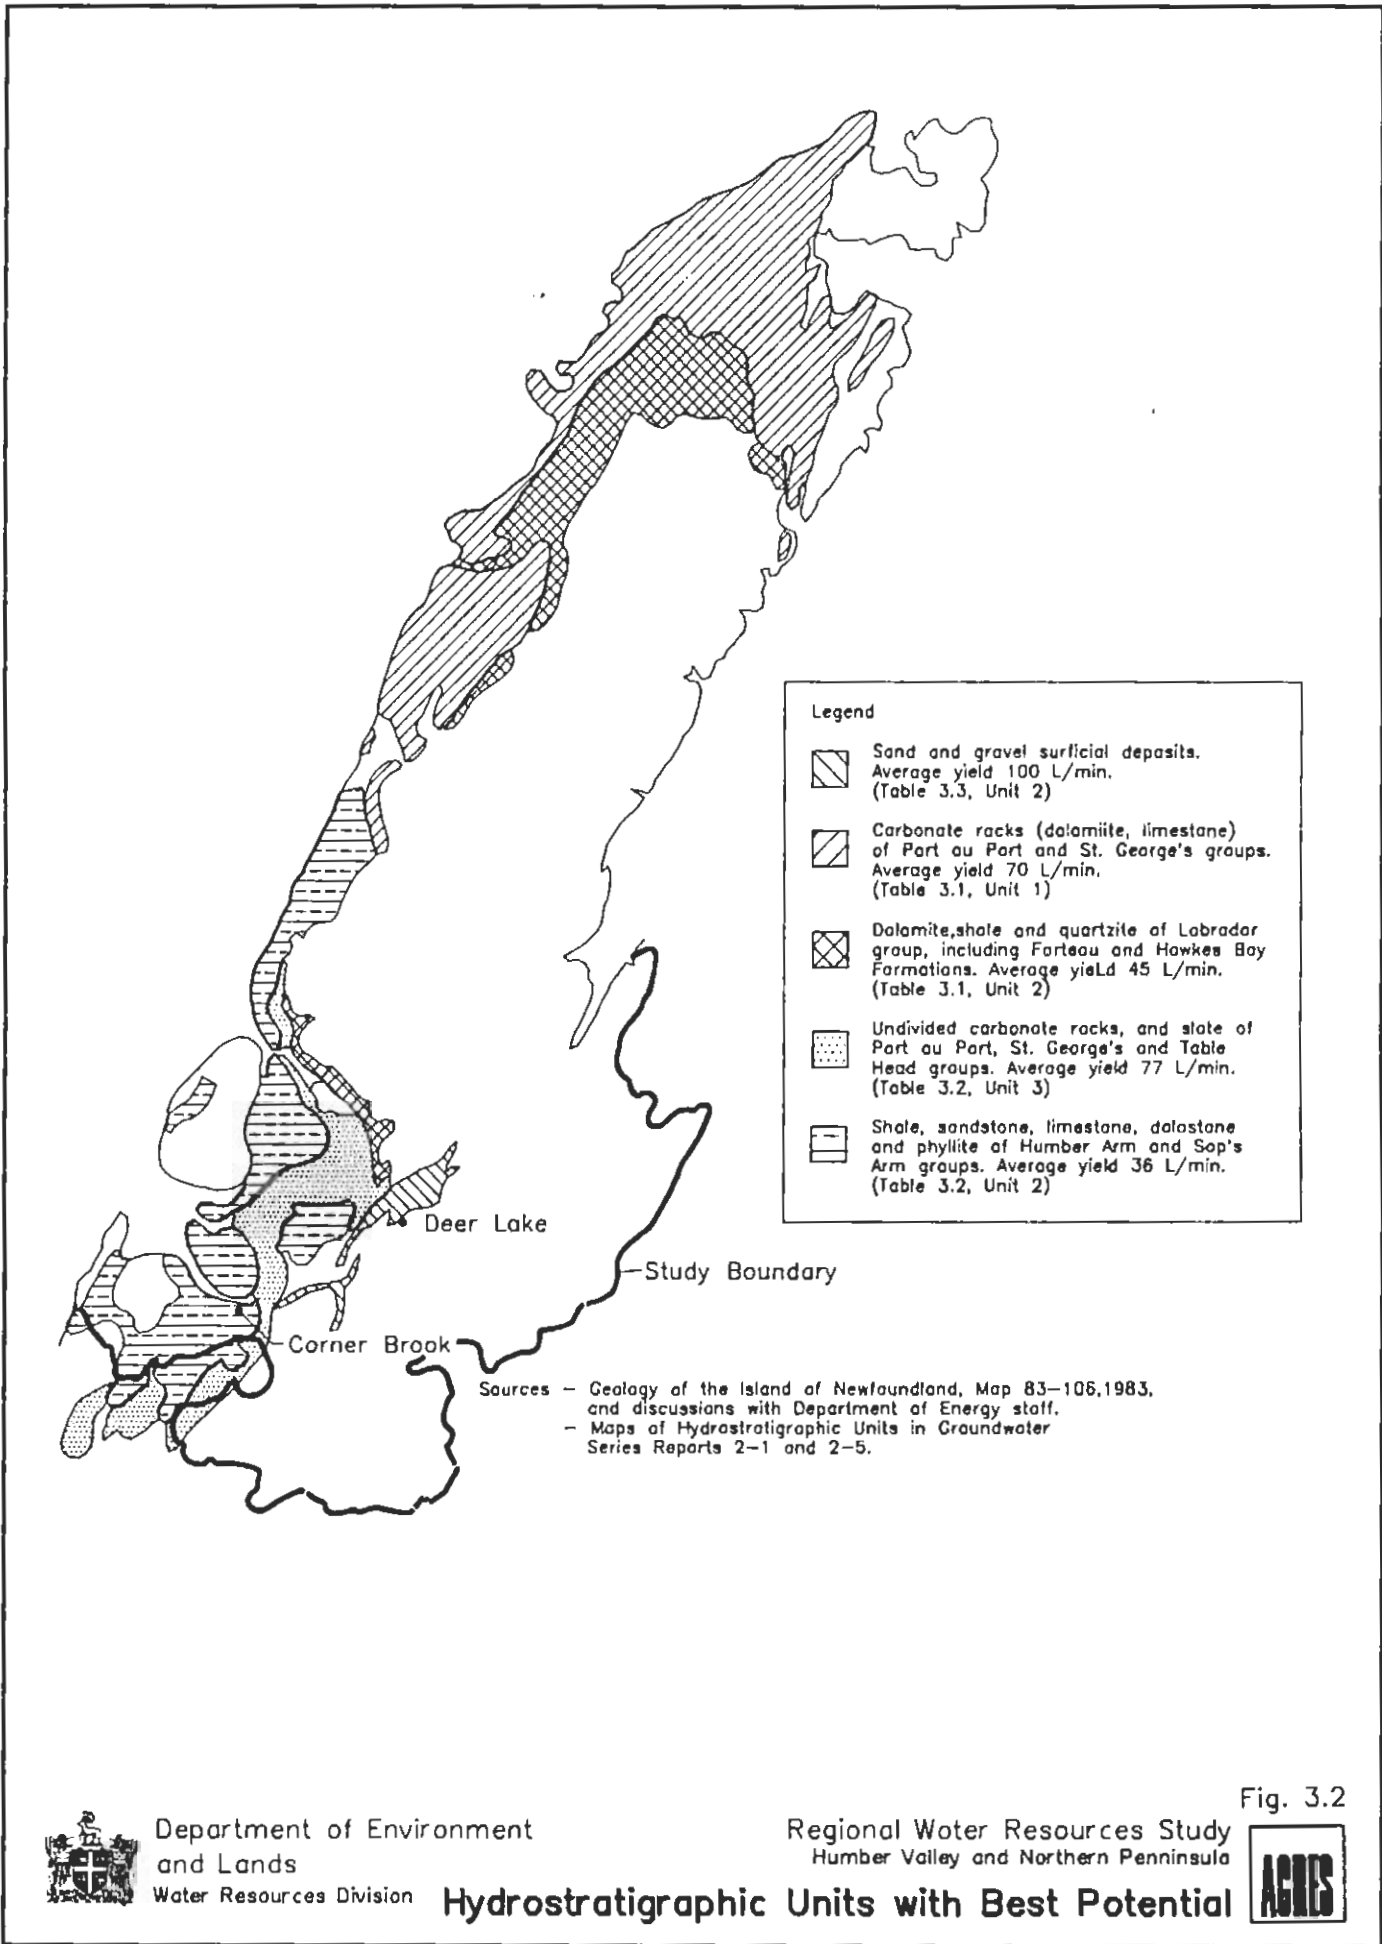 Legend
Sand and gravel surficial deposits.
Average yield 100 L/min.
(Table 3.3, Unit 2)
Carbonate rocks (dolomiite, limestone)
of Port au Port and St. George's groups.
Average yield 70 L/min.
(Table 3.1, Unit 1)
Dolomite,shale and quartzite of Labrador
group, including Forteau and Hawkes Bay
Formations. Average yieLd 45 L/min.
(Table 3.1, Unit 2)
Undivided carbonate rocks, and slate of
Port au Port, St. George's and Table
Head groups. Average yield 77 L/min.
(Table 3.2, Unit 3)
Shale, sandstone, limestone, dolostone
and phyllite of Humber Arm and Sop's
Arm groups. Average yield 36 L/min.
(Table 3.2, Unit 2)
Deer Lake
Study Boundary
Corner Brook
Sources – Geology of the Island of Newfoundland, Map 83–106,1983,
and discussions with Department of Energy staff.
– Maps of Hydrostratigraphic Units in Groundwater
Series Reports 2–1 and 2–5.
Fig. 3.2
Department of Environment
and Lands
Water Resources Division
Regional Water Resources Study
Humber Valley and Northern Penninsula
Hydrostratigraphic Units with Best Potential